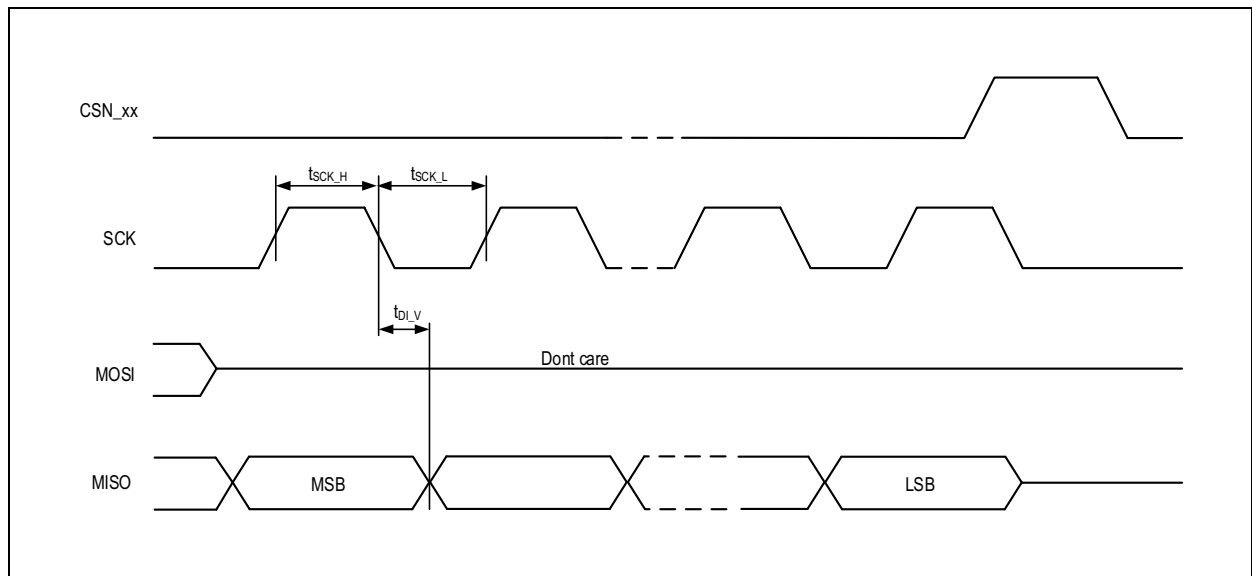 CSN_xx
tSCK_H
tSCK_L
SCK
tDI_V
Dont care
MOSI
MISO
MSB
LSB